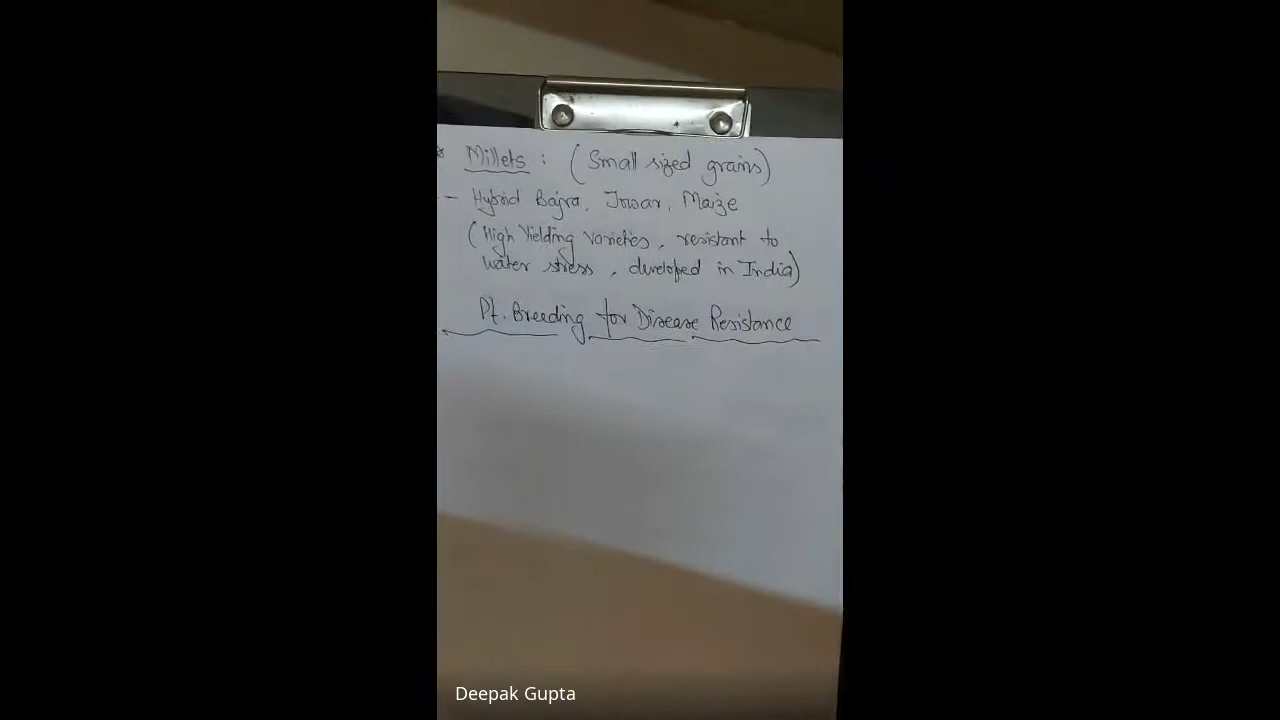 * Millets : (Small sized grains)
- Hybrid Bajra, Jowar, Maize
(High Yielding Varieties, resistant to
water stress, developed in India)
Pt. Breeding for Disease Resistance
Deepak Gupta